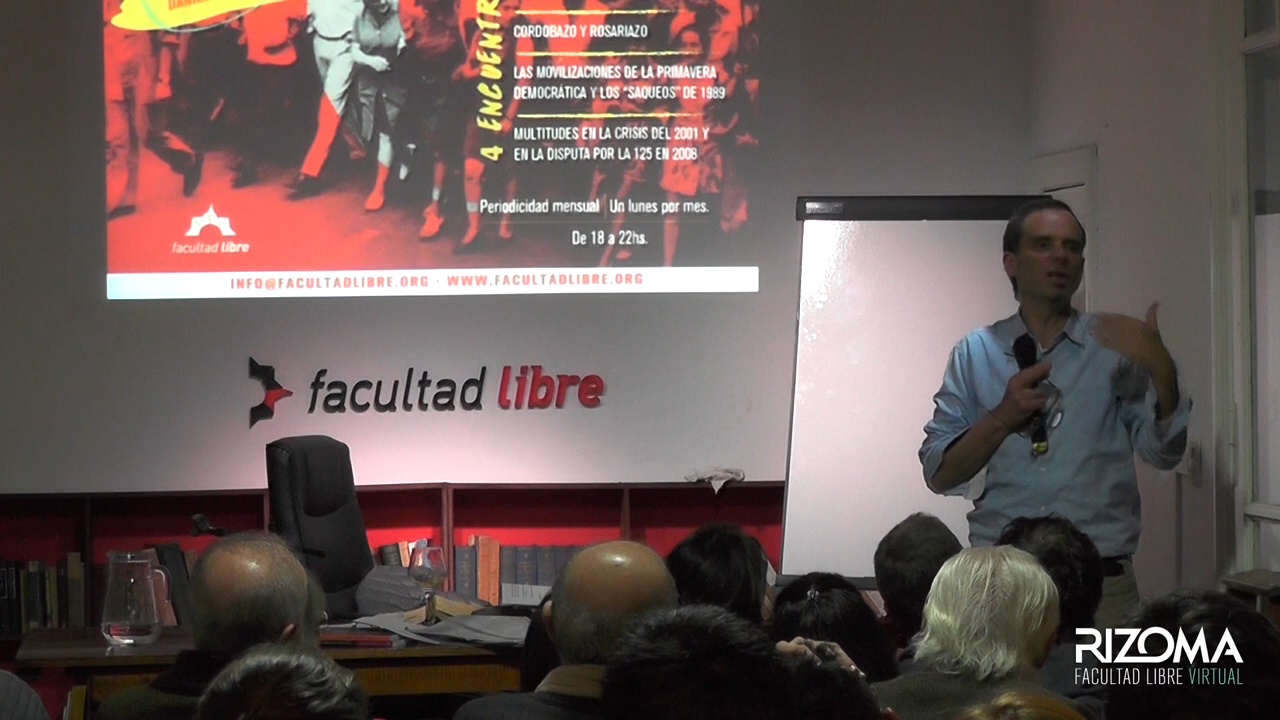 4 ENCUENTR
CORDOBAZO Y ROSARIAZO
LAS MOVILIZACIONES DE LA PRIMAVERA
DEMOCRÁTICA Y LOS "SAQUEOS" DE 1989
MULTITUDES EN LA CRISIS DEL 2001 Y
EN LA DISPUTA POR LA 125 EN 2008
Periodicidad mensual | Un lunes por mes.
De 18 a 22hs.
facultad libre
INFO@FACULTADLIBRE.ORG - WWW.FACULTADLIBRE.ORG
facultad libre
RIZOMA
FACULTAD LIBRE VIRTUAL